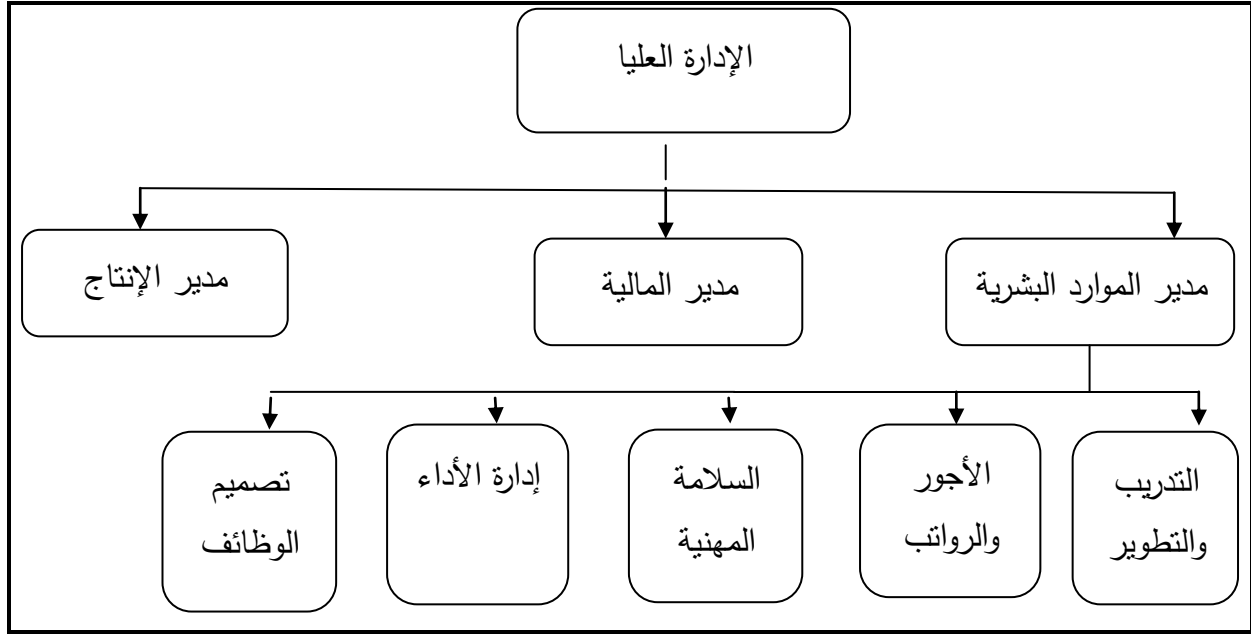 الإدارة العليا
مدير الموارد البشرية
مدير المالية
مدير الإنتاج
التدريب
والتطوير
الأجور
والرواتب
السلامة
المهنية
إدارة الأداء
تصميم
الوظائف